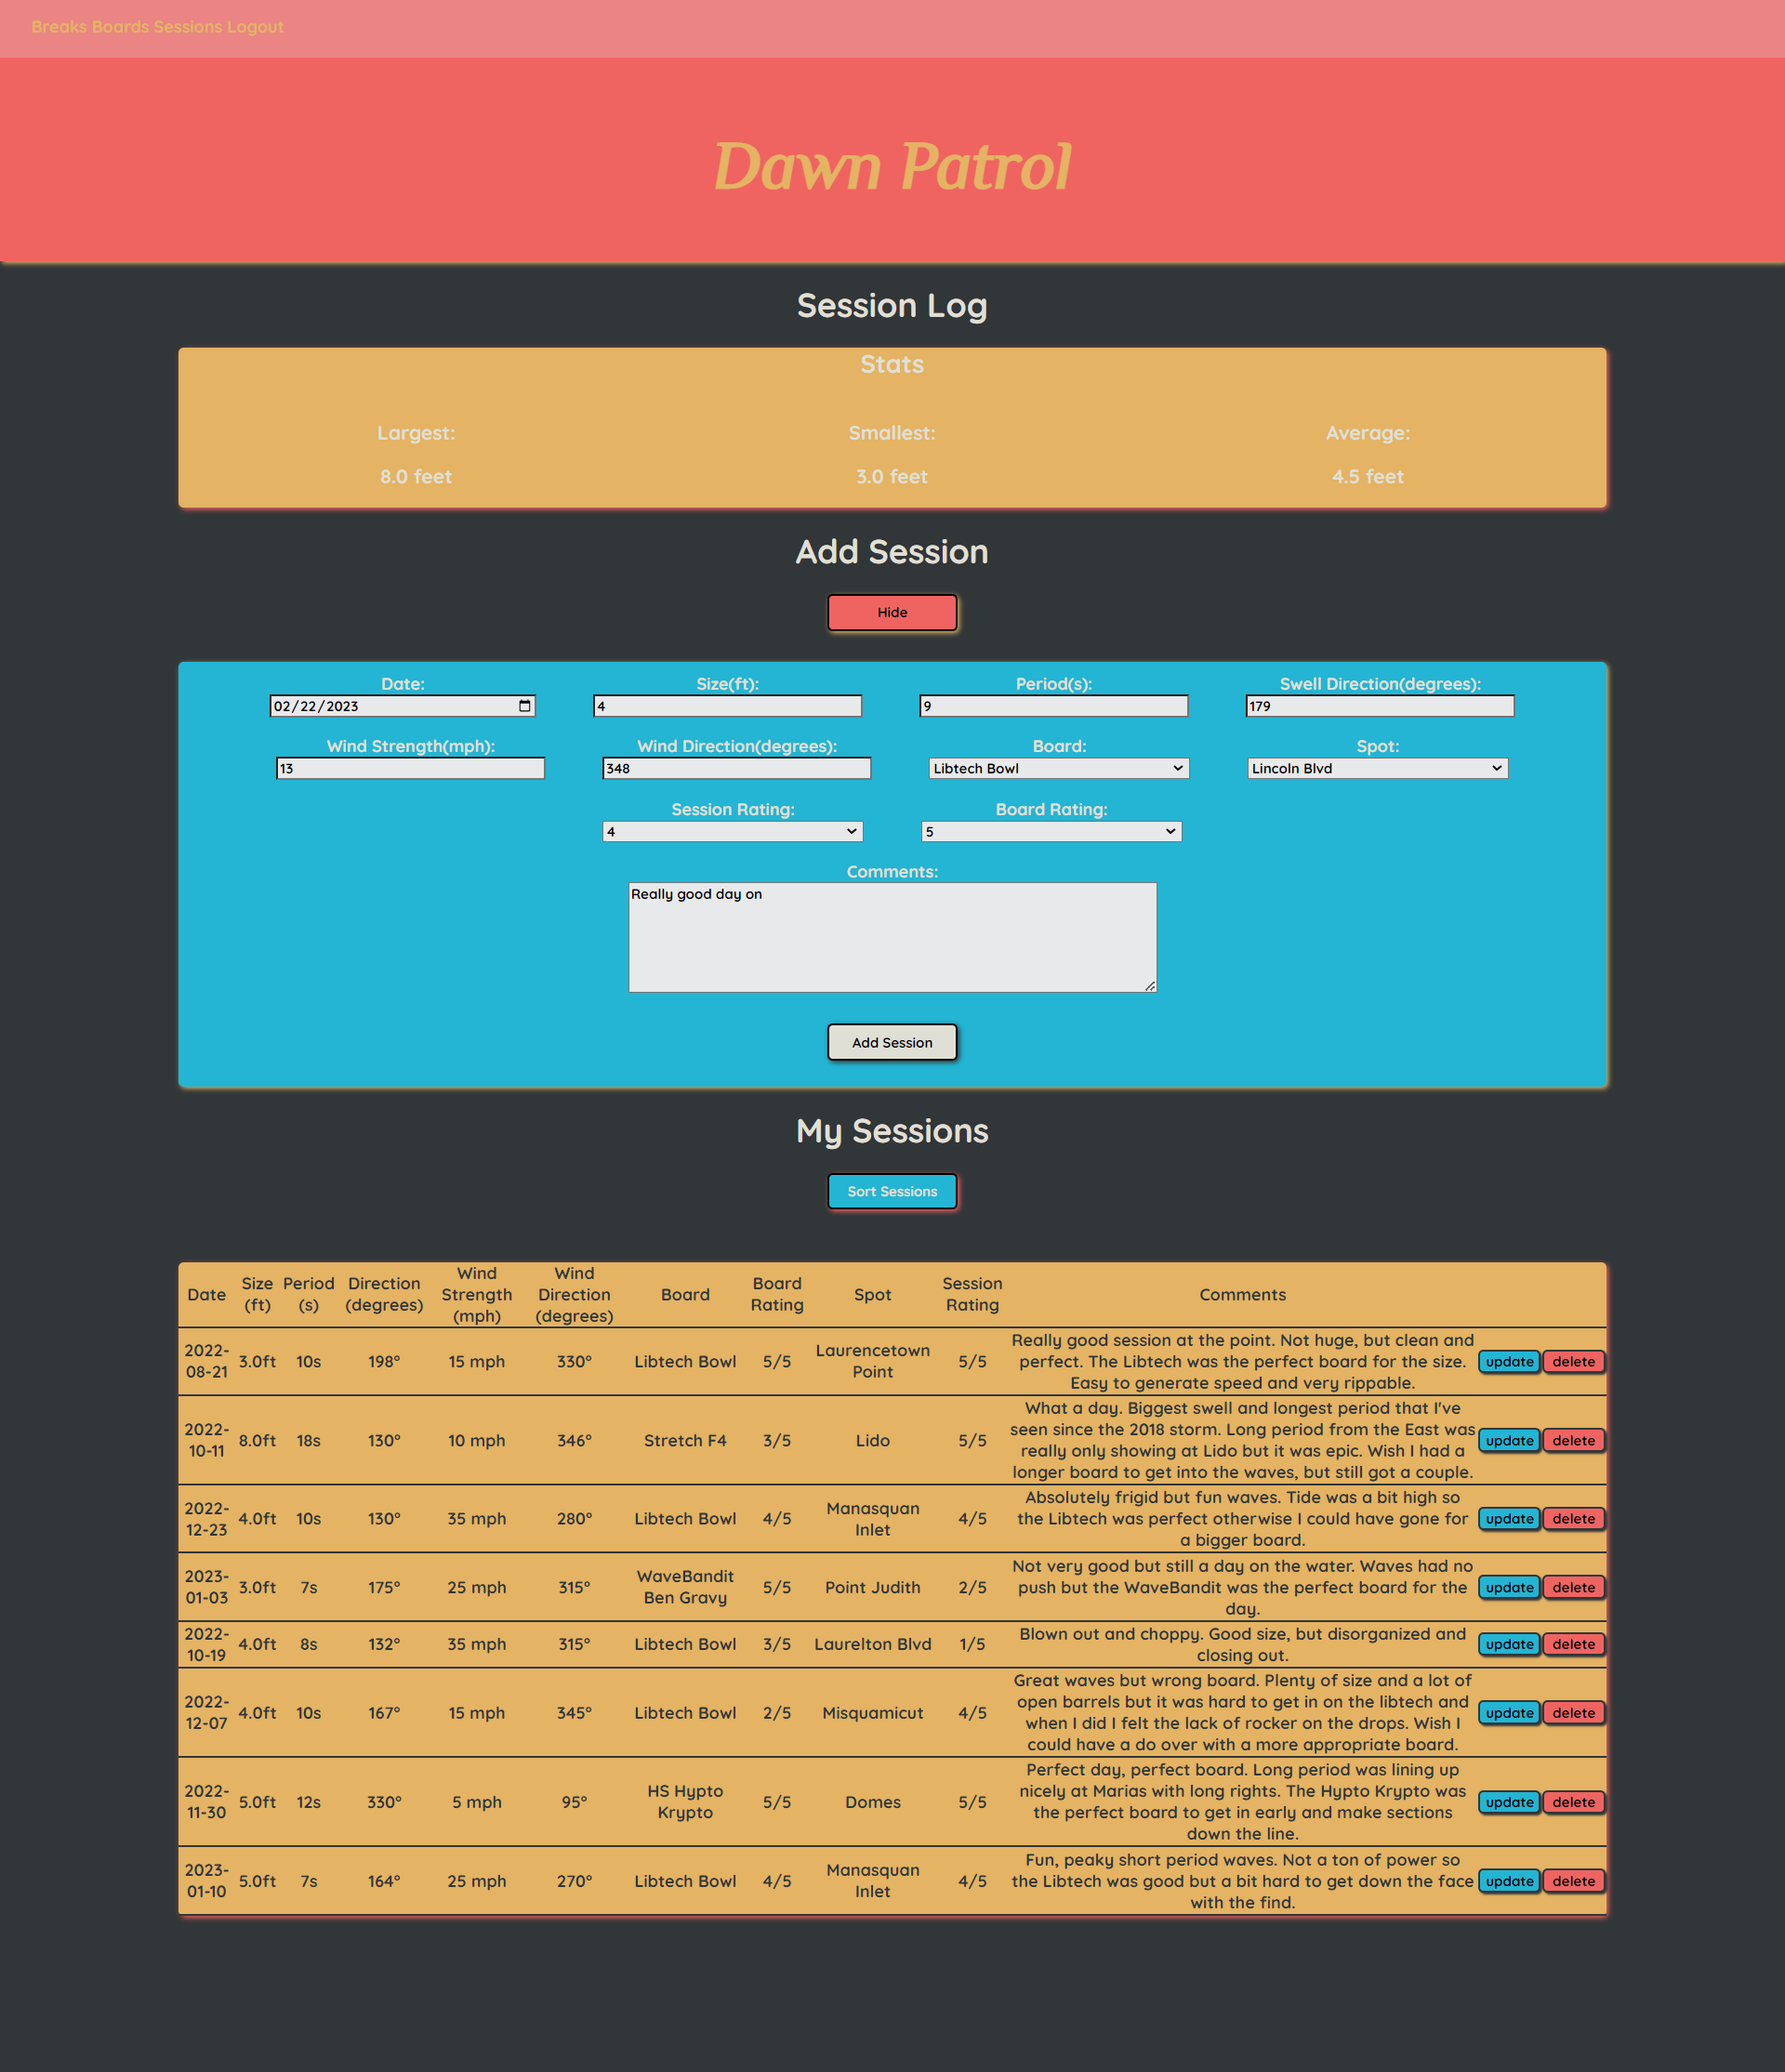 Breaks Boards Sessions Logout
Dawn Patrol
Session Log
Stats
Largest: Smallest: Average:
8.0 feet 3.0 feet 4.5 feet
Add Session
Hide
Date: Size(ft): Period(s): Swell Direction(degrees):
02/22/2023 4 9 179
Wind Strength(mph): Wind Direction(degrees): Board: Spot:
13 348 Libtech Bowl Lincoln Blvd
Session Rating: Board Rating:
4 5
Comments:
Really good day on
Add Session
My Sessions
Sort Sessions
Date Size (ft) Period (s) Direction (degrees) Wind Strength (mph) Wind Direction (degrees) Board Board Rating Spot Session Rating Comments
2022-08-21 3.0ft 10s 198° 15 mph 330° Libtech Bowl 5/5 Laurencetown Point 5/5 Really good session at the point. Not huge, but clean and
perfect. The Libtech was the perfect board for the size.
Easy to generate speed and very rippable. update delete
2022-10-11 8.0ft 18s 130° 10 mph 346° Stretch F4 3/5 Lido 5/5 What a day. Biggest swell and longest period that I've
seen since the 2018 storm. Long period from the East was
really only showing at Lido but it was epic. Wish I had a
longer board to get into the waves, but still got a couple. update delete
2022-12-23 4.0ft 10s 130° 35 mph 280° Libtech Bowl 4/5 Manasquan Inlet 4/5 Absolutely frigid but fun waves. Tide was a bit high so
the Libtech was perfect otherwise I could have gone for
a bigger board. update delete
2023-01-03 3.0ft 7s 175° 25 mph 315° WaveBandit Ben Gravy 5/5 Point Judith 2/5 Not very good but still a day on the water. Waves had no
push but the WaveBandit was the perfect board for the
day. update delete
2022-10-19 4.0ft 8s 132° 35 mph 315° Libtech Bowl 3/5 Laurelton Blvd 1/5 Blown out and choppy. Good size, but disorganized and
closing out. update delete
2022-12-07 4.0ft 10s 167° 15 mph 345° Libtech Bowl 2/5 Misquamicut 4/5 Great waves but wrong board. Plenty of size and a lot of
open barrels but it was hard to get in on the libtech and
when I did I felt the lack of rocker on the drops. Wish I
could have a do over with a more appropriate board. update delete
2022-11-30 5.0ft 12s 330° 5 mph 95° HS Hypto Krypto 5/5 Domes 5/5 Perfect day, perfect board. Long period was lining up
nicely at Marias with long rights. The Hypto Krypto was
the perfect board to get in early and make sections
down the line. update delete
2023-01-10 5.0ft 7s 164° 25 mph 270° Libtech Bowl 4/5 Manasquan Inlet 4/5 Fun, peaky short period waves. Not a ton of power so
the Libtech was good but a bit hard to get down the face
with the find. update delete